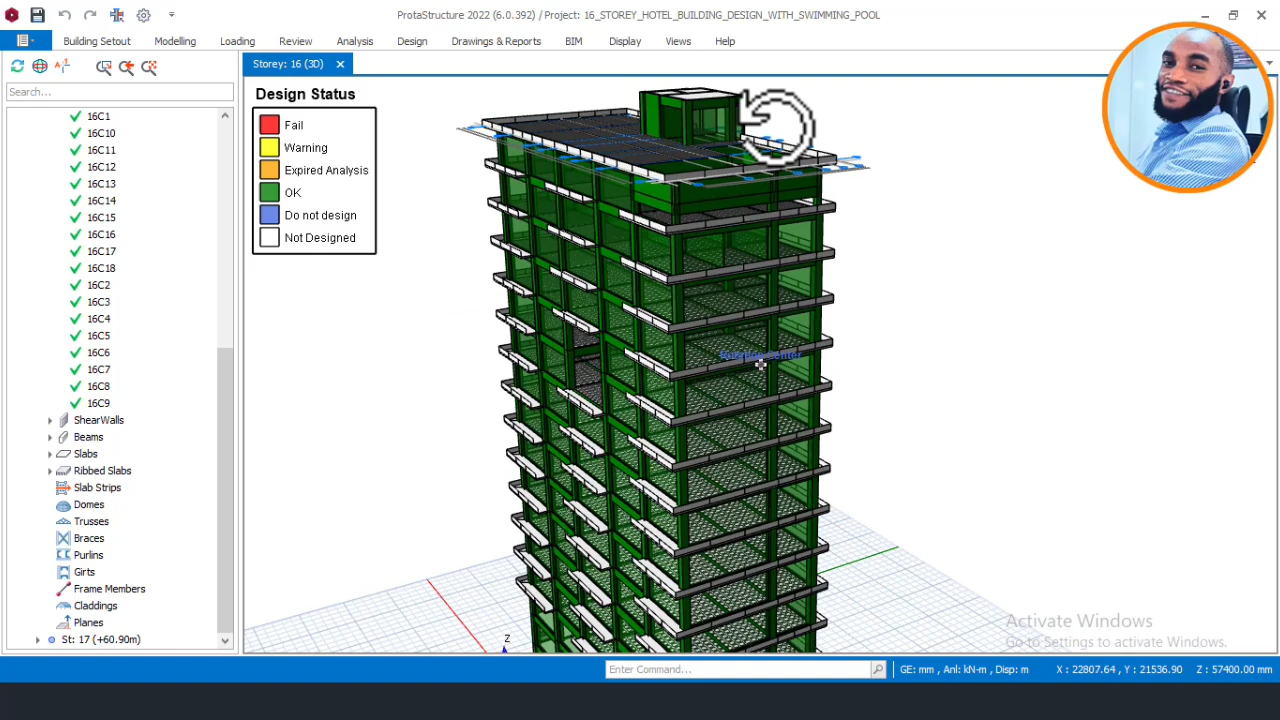 ProtaStructure 2022 (6.0.392) / Project: 16_STOREY_HOTEL_BUILDING_DESIGN_WITH_SWIMMING_POOL
Building Setout Modelling Loading Review Analysis Design Drawings & Reports BIM Display Views Help
Storey: 16 (3D)
Search...
16C1
16C10
16C11
16C12
16C13
16C14
16C15
16C16
16C17
16C18
16C2
16C3
16C4
16C5
16C6
16C7
16C8
16C9
ShearWalls
Beams
Slabs
Ribbed Slabs
Slab Strips
Domes
Trusses
Braces
Purlins
Girts
Frame Members
Claddings
Planes
St: 17 (+60.90m)
Design Status
Fail
Warning
Expired Analysis
OK
Do not design
Not Designed
Rotation Center
Z
Activate Windows
Go to Settings to activate Windows.
Enter Command...
GE: mm , Anl: kN-m , Disp: m X : 22807.64 , Y : 21536.90 Z : 57400.00 mm